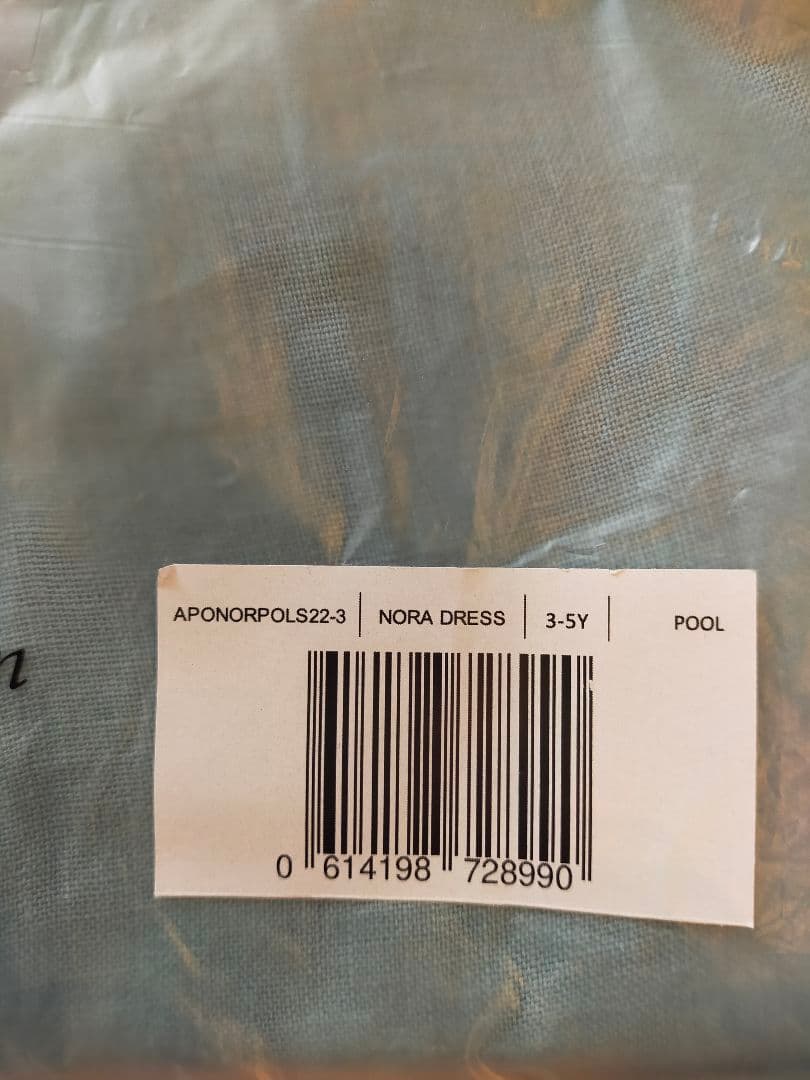 APONORPOLS22-3 | NORA DRESS | 3-5Y | POOL
0 614198 728990